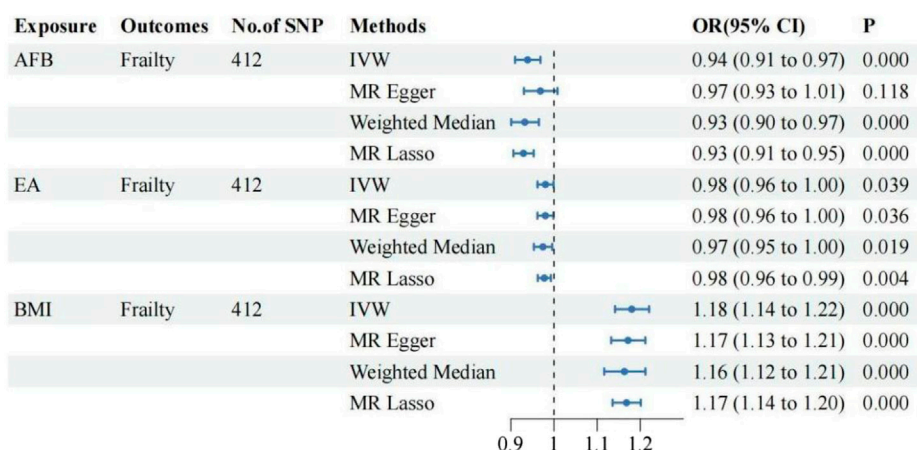 Exposure Outcomes No.of SNP Methods OR(95% CI) P
AFB Frailty 412 IVW 0.94 (0.91 to 0.97) 0.000
MR Egger 0.97 (0.93 to 1.01) 0.118
Weighted Median 0.93 (0.90 to 0.97) 0.000
MR Lasso 0.93 (0.91 to 0.95) 0.000
EA Frailty 412 IVW 0.98 (0.96 to 1.00) 0.039
MR Egger 0.98 (0.96 to 1.00) 0.036
Weighted Median 0.97 (0.95 to 1.00) 0.019
MR Lasso 0.98 (0.96 to 0.99) 0.004
BMI Frailty 412 IVW 1.18 (1.14 to 1.22) 0.000
MR Egger 1.17 (1.13 to 1.21) 0.000
Weighted Median 1.16 (1.12 to 1.21) 0.000
MR Lasso 1.17 (1.14 to 1.20) 0.000
0.9 1 1.1 1.2